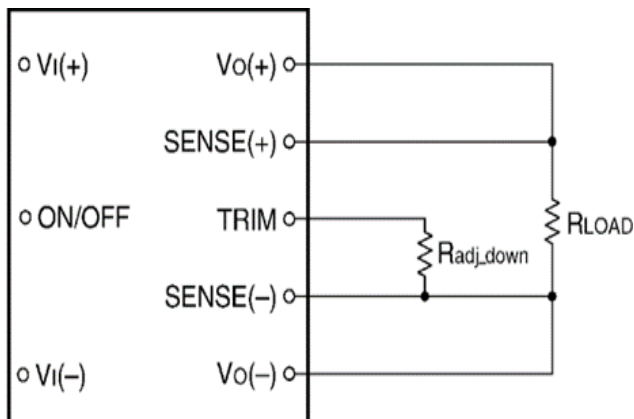 VI(+) VO(+)
SENSE(+)
ON/OFF TRIM RLOAD
Radj_down
SENSE(–)
VI(–) VO(–)